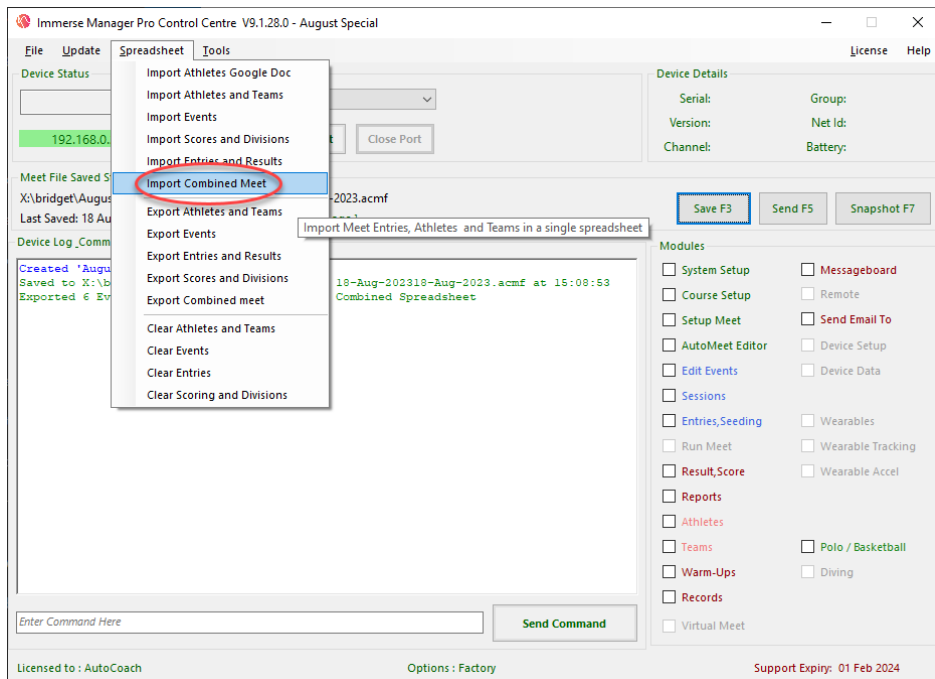 Immerse Manager Pro Control Centre V9.1.28.0 - August Special
File Update Spreadsheet Tools License Help
Device Status
192.168.0.
Close Port
Import Athletes Google Doc
Import Athletes and Teams
Import Events
Import Scores and Divisions
Import Entries and Results
Import Combined Meet
Export Athletes and Teams
Export Events
Export Entries and Results
Export Scores and Divisions
Export Combined meet
Clear Athletes and Teams
Clear Events
Clear Entries
Clear Scoring and Divisions
Import Meet Entries, Athletes and Teams in a single spreadsheet
Device Details
Serial: Group:
Version: Net Id:
Channel: Battery:
Meet File Saved S
X:\bridget\Augus -2023.acmf
Last Saved: 18 Au
Save F3 Send F5 Snapshot F7
Device Log _Comm
Created 'Augu
Saved to X:\b 18-Aug-202318-Aug-2023.acmf at 15:08:53
Exported 6 Ev Combined Spreadsheet
Enter Command Here
Send Command
Modules
System Setup Messageboard
Course Setup Remote
Setup Meet Send Email To
AutoMeet Editor Device Setup
Edit Events Device Data
Sessions
Entries,Seeding Wearables
Run Meet Wearable Tracking
Result,Score Wearable Accel
Reports
Athletes
Teams Polo / Basketball
Warm-Ups Diving
Records
Virtual Meet
Licensed to : AutoCoach Options : Factory Support Expiry: 01 Feb 2024